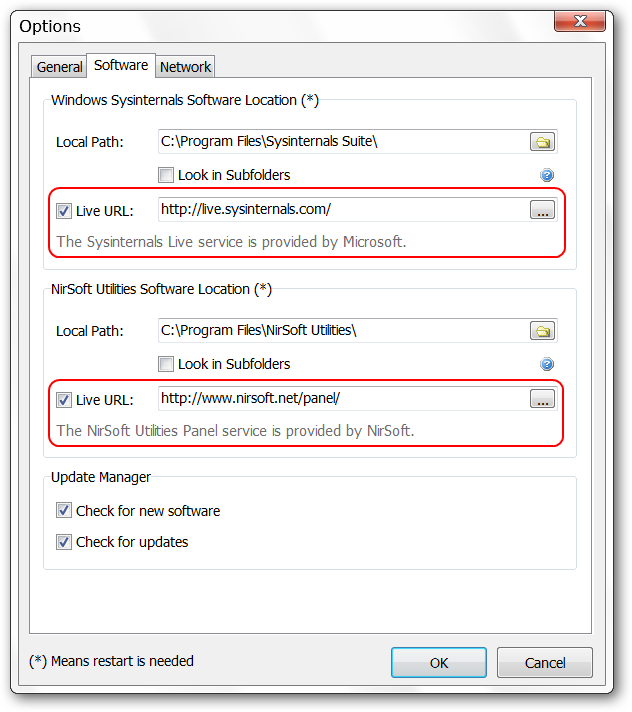 Options
General Software Network
Windows Sysinternals Software Location (*)
Local Path: C:\Program Files\Sysinternals Suite\
Look in Subfolders
Live URL: http://live.sysinternals.com/ ...
The Sysinternals Live service is provided by Microsoft.
NirSoft Utilities Software Location (*)
Local Path: C:\Program Files\NirSoft Utilities\
Look in Subfolders
Live URL: http://www.nirsoft.net/panel/ ...
The NirSoft Utilities Panel service is provided by NirSoft.
Update Manager
Check for new software
Check for updates
(*) Means restart is needed OK Cancel